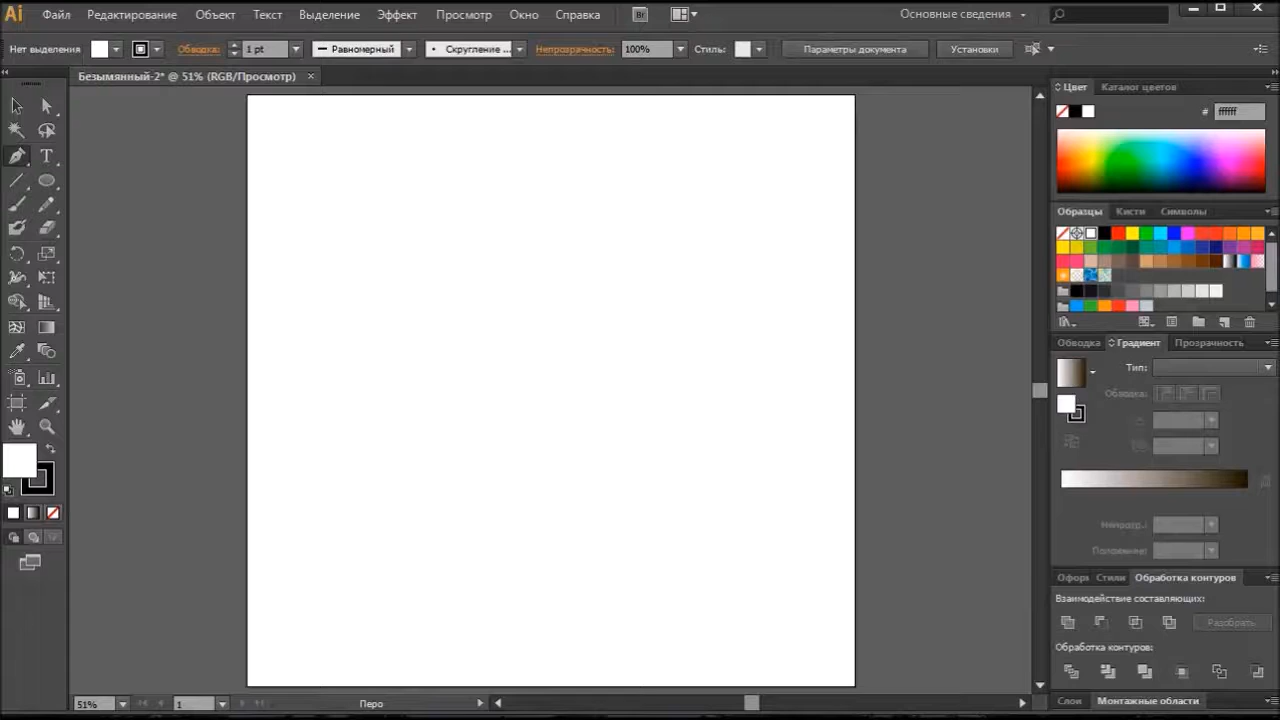 Ai Файл Редактирование Объект Текст Выделение Эффект Просмотр Окно Справка Br Основные сведения
Нет выделения Обводка: 1 pt Равномерный Скругление ... Непрозрачность: 100% Стиль: Параметры документа Установки
Безымянный-2* @ 51% (RGB/Просмотр) ×
Цвет Каталог цветов
# ffffff
Образцы Кисти Символы
Обводка Градиент Прозрачность
Тип:
Обводка:
Непрозр.:
Положение:
Офор Стили Обработка контуров
Взаимодействие составляющих:
Разобрать
Обработка контуров:
Слои Монтажные области
51% 1 Перо